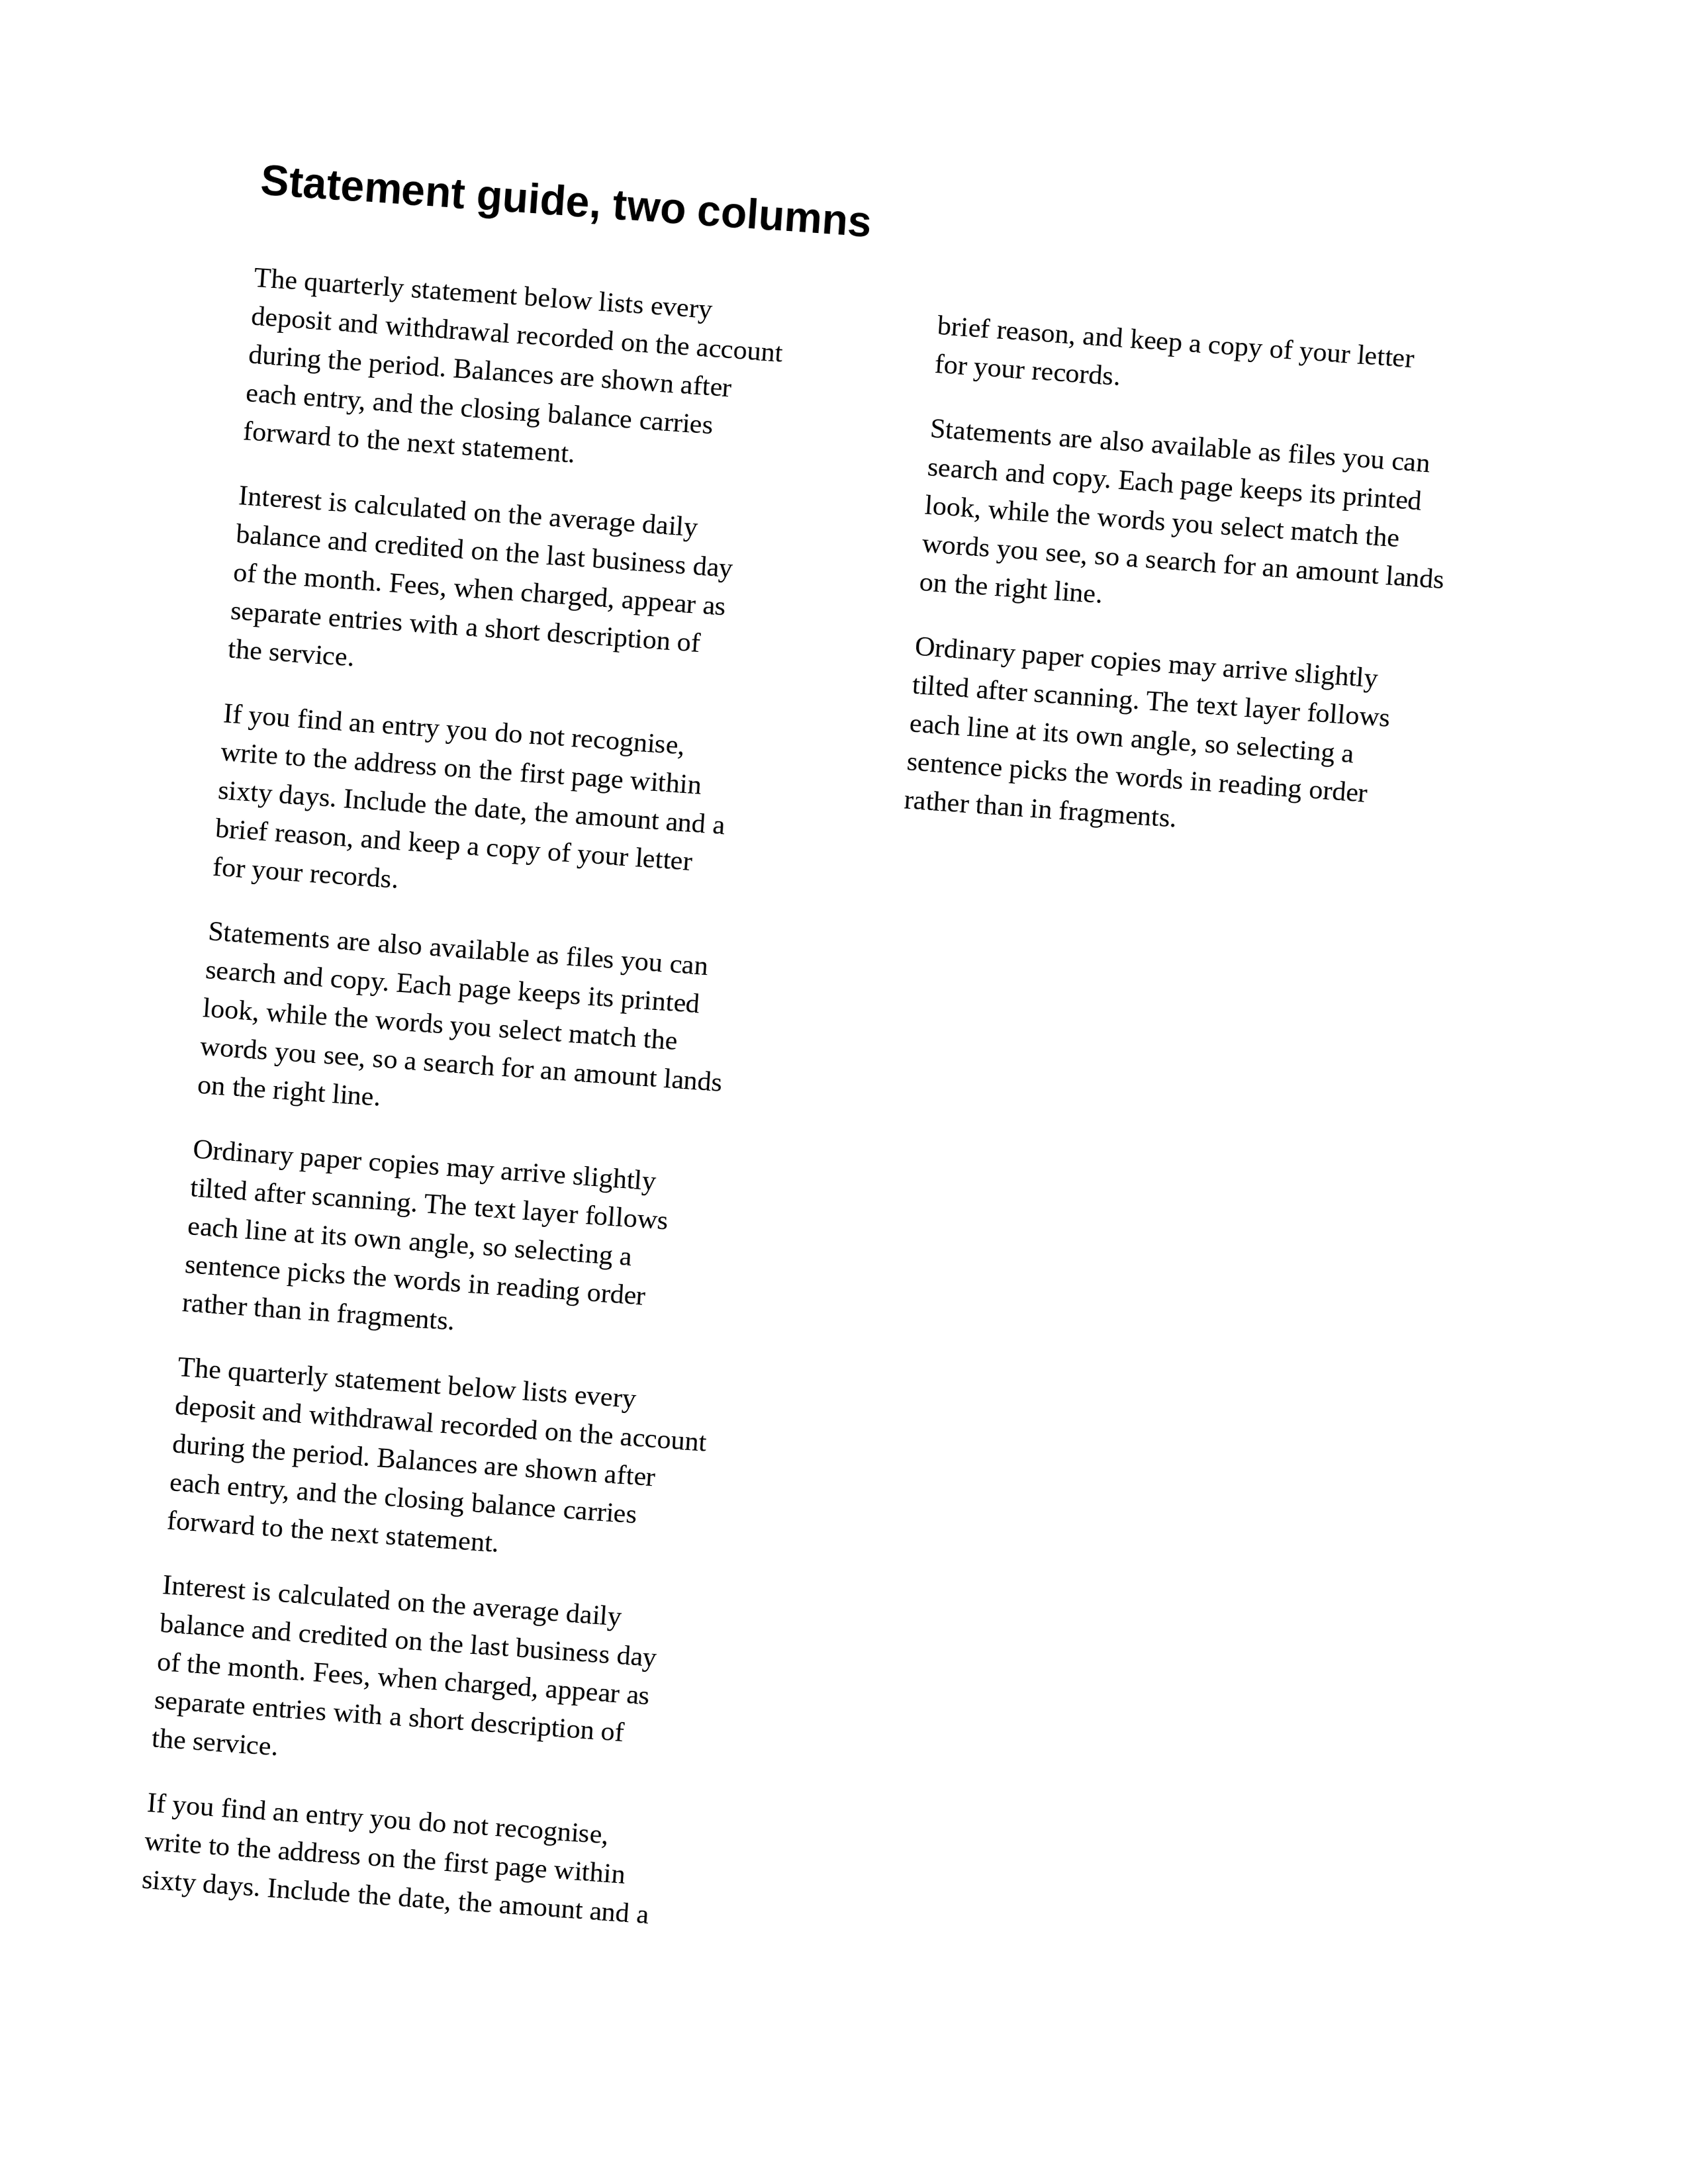 Statement guide, two columns
The quarterly statement below lists every
deposit and withdrawal recorded on the account
during the period. Balances are shown after
each entry, and the closing balance carries
forward to the next statement.
Interest is calculated on the average daily
balance and credited on the last business day
of the month. Fees, when charged, appear as
separate entries with a short description of
the service.
If you find an entry you do not recognise,
write to the address on the first page within
sixty days. Include the date, the amount and a
brief reason, and keep a copy of your letter
for your records.
Statements are also available as files you can
search and copy. Each page keeps its printed
look, while the words you select match the
words you see, so a search for an amount lands
on the right line.
Ordinary paper copies may arrive slightly
tilted after scanning. The text layer follows
each line at its own angle, so selecting a
sentence picks the words in reading order
rather than in fragments.
The quarterly statement below lists every
deposit and withdrawal recorded on the account
during the period. Balances are shown after
each entry, and the closing balance carries
forward to the next statement.
Interest is calculated on the average daily
balance and credited on the last business day
of the month. Fees, when charged, appear as
separate entries with a short description of
the service.
If you find an entry you do not recognise,
write to the address on the first page within
sixty days. Include the date, the amount and a
brief reason, and keep a copy of your letter
for your records.
Statements are also available as files you can
search and copy. Each page keeps its printed
look, while the words you select match the
words you see, so a search for an amount lands
on the right line.
Ordinary paper copies may arrive slightly
tilted after scanning. The text layer follows
each line at its own angle, so selecting a
sentence picks the words in reading order
rather than in fragments.